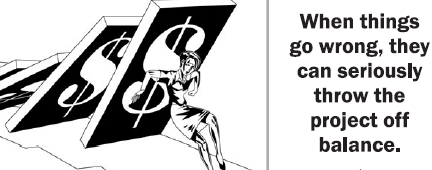 $
$
When things
go wrong, they
can seriously
throw the
project off
balance.